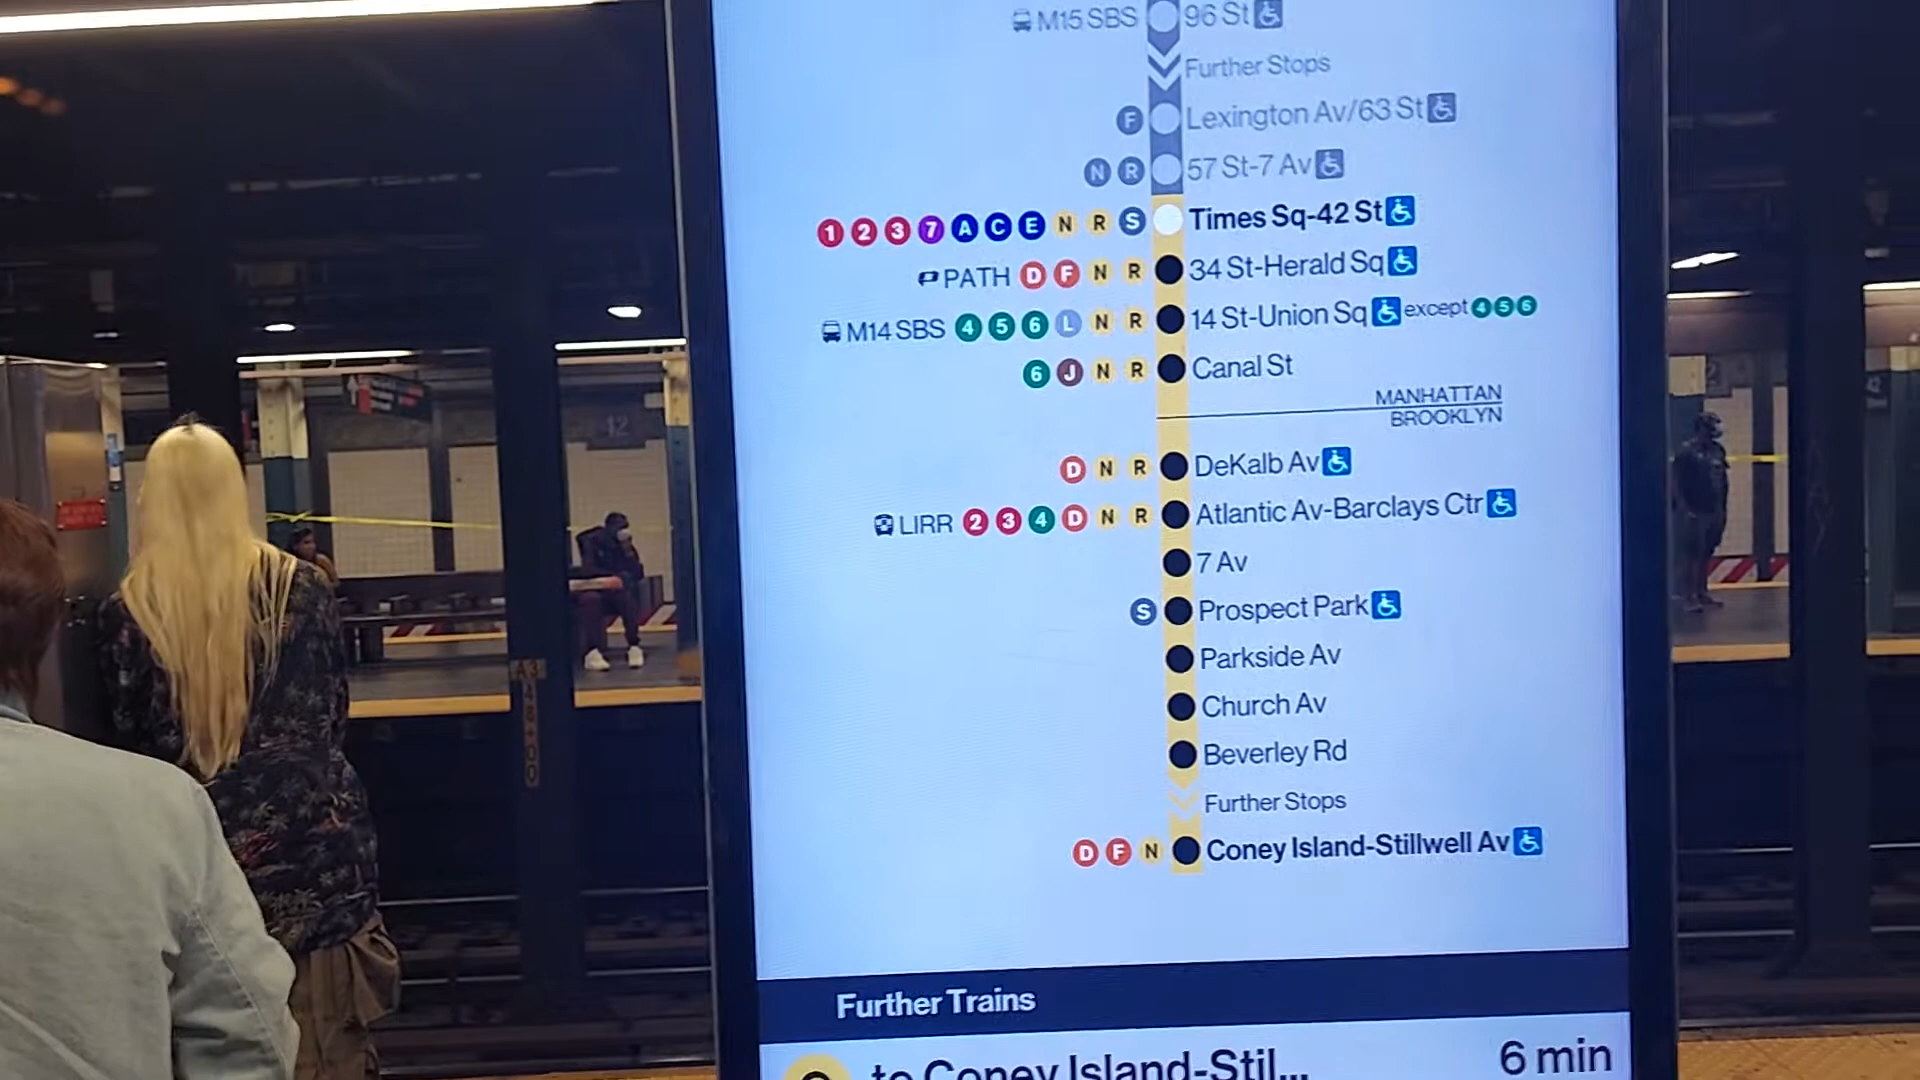 M15 SBS 96 St
Further Stops
F Lexington Av/63 St
N R 57 St-7 Av
1 2 3 7 A C E N R S Times Sq-42 St
PATH D F N R 34 St-Herald Sq
M14 SBS 4 5 6 L N R 14 St-Union Sq except 4 5 6
6 J N R Canal St
MANHATTAN
BROOKLYN
D N R DeKalb Av
LIRR 2 3 4 D N R Atlantic Av-Barclays Ctr
7 Av
S Prospect Park
Parkside Av
Church Av
Beverley Rd
Further Stops
D F N Coney Island-Stillwell Av
Further Trains
to Coney Island-Stil... 6 min
42